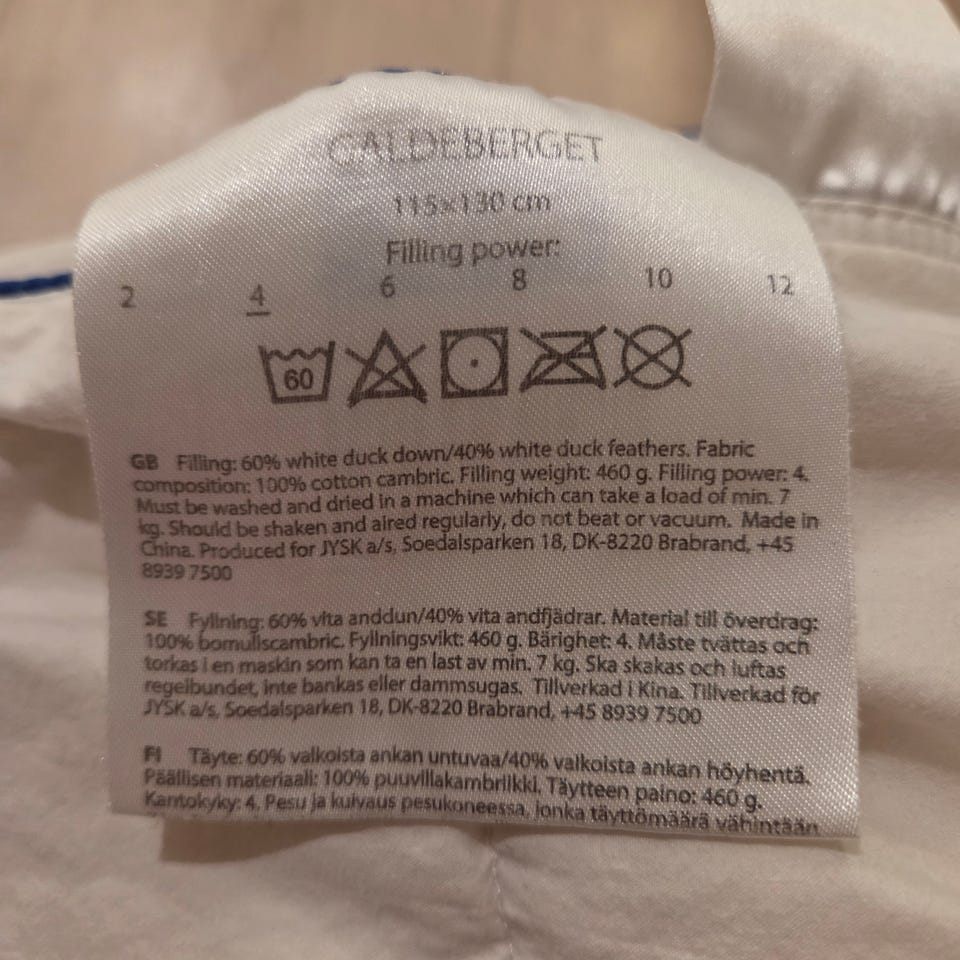 CALDEBERGET
115x130 cm
Filling power:
2 4 6 8 10 12
60
GB Filling: 60% white duck down/40% white duck feathers. Fabric
composition: 100% cotton cambric. Filling weight: 460 g. Filling power: 4.
Must be washed and dried in a machine which can take a load of min. 7
kg. Should be shaken and aired regularly, do not beat or vacuum. Made in
China. Produced for JYSK a/s, Soedalsparken 18, DK-8220 Brabrand, +45
8939 7500
SE Fyllning: 60% vita anddun/40% vita andfjädrar. Material till överdrag:
100% bomullscambric. Fyllningsvikt: 460 g. Bärighet: 4. Måste tvättas och
torkas i en maskin som kan ta en last av min. 7 kg. Ska skakas och luftas
regelbundet, inte bankas eller dammsugas. Tillverkad i Kina. Tillverkad för
JYSK a/s, Soedalsparken 18, DK-8220 Brabrand, +45 8939 7500
FI Täyte: 60% valkoista ankan untuvaa/40% valkoista ankan höyhentä.
Päällisen materiaali: 100% puuvillakambriikki. Täytteen paino: 460 g.
Kantokyky: 4. Pesu ja kuivaus pesukoneessa, jonka täyttömäärä vähintään